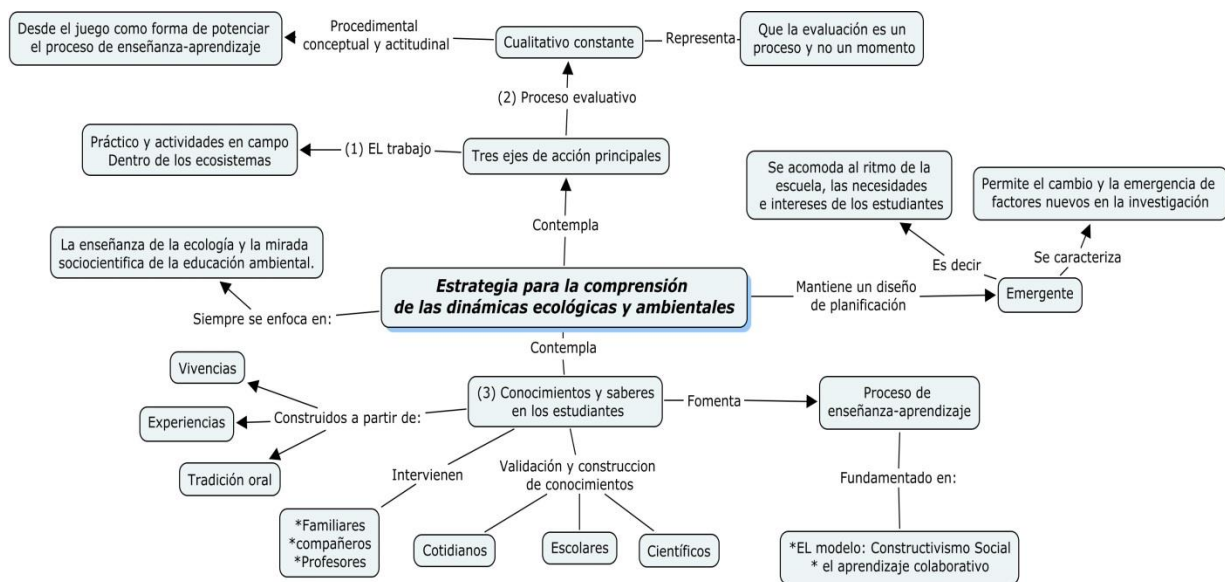 Desde el juego como forma de potenciar
el proceso de enseñanza-aprendizaje
Procedimental
conceptual y actitudinal
Cualitativo constante
Representa
Que la evaluación es un
proceso y no un momento
(2) Proceso evaluativo
Práctico y actividades en campo
Dentro de los ecosistemas
(1) EL trabajo
Tres ejes de acción principales
Se acomoda al ritmo de la
escuela, las necesidades
e intereses de los estudiantes
Permite el cambio y la emergencia de
factores nuevos en la investigación
Contempla
La enseñanza de la ecología y la mirada
sociocientifica de la educación ambiental.
Es decir
Se caracteriza
Estrategia para la comprensión
de las dinámicas ecológicas y ambientales
Mantiene un diseño
de planificación
Emergente
Siempre se enfoca en:
Contempla
Vivencias
(3) Conocimientos y saberes
en los estudiantes
Fomenta
Proceso de
enseñanza-aprendizaje
Construidos a partir de:
Experiencias
Tradición oral
Intervienen
Validación y construccion
de conocimientos
Fundamentado en:
*Familiares
*compañeros
*Profesores
Cotidianos
Escolares
Científicos
*EL modelo: Constructivismo Social
* el aprendizaje colaborativo